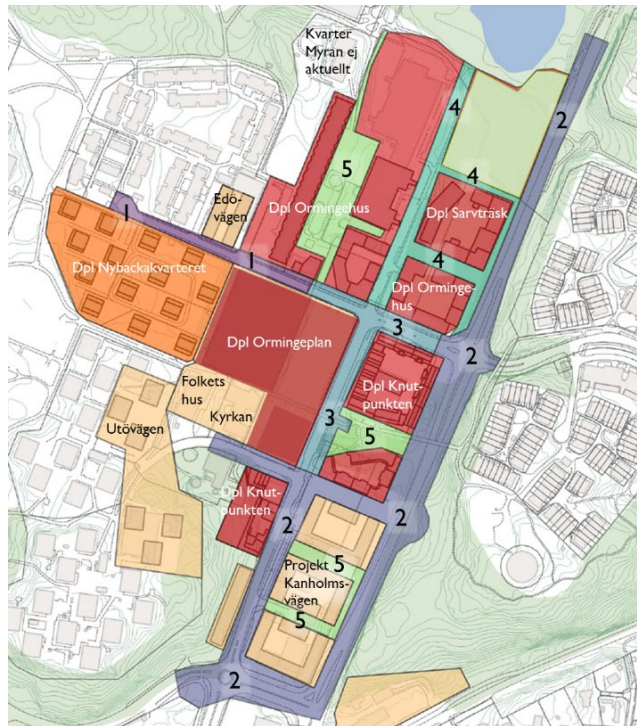 Kvarter
Myran ej
aktuellt
4
2
5
4
Edö-
vägen
Dpl Ormingehus
Dpl Sarvträsk
1
1
4
Dpl Nybackakvarteret
Dpl Orminge-
hus
3
Dpl Ormingeplan
2
Dpl Knut-
punkten
Folkets
hus
Kyrkan
3
5
Utövägen
Dpl Knut-
punkten
2
2
5
Projekt
Kanholms-
vägen
5
2